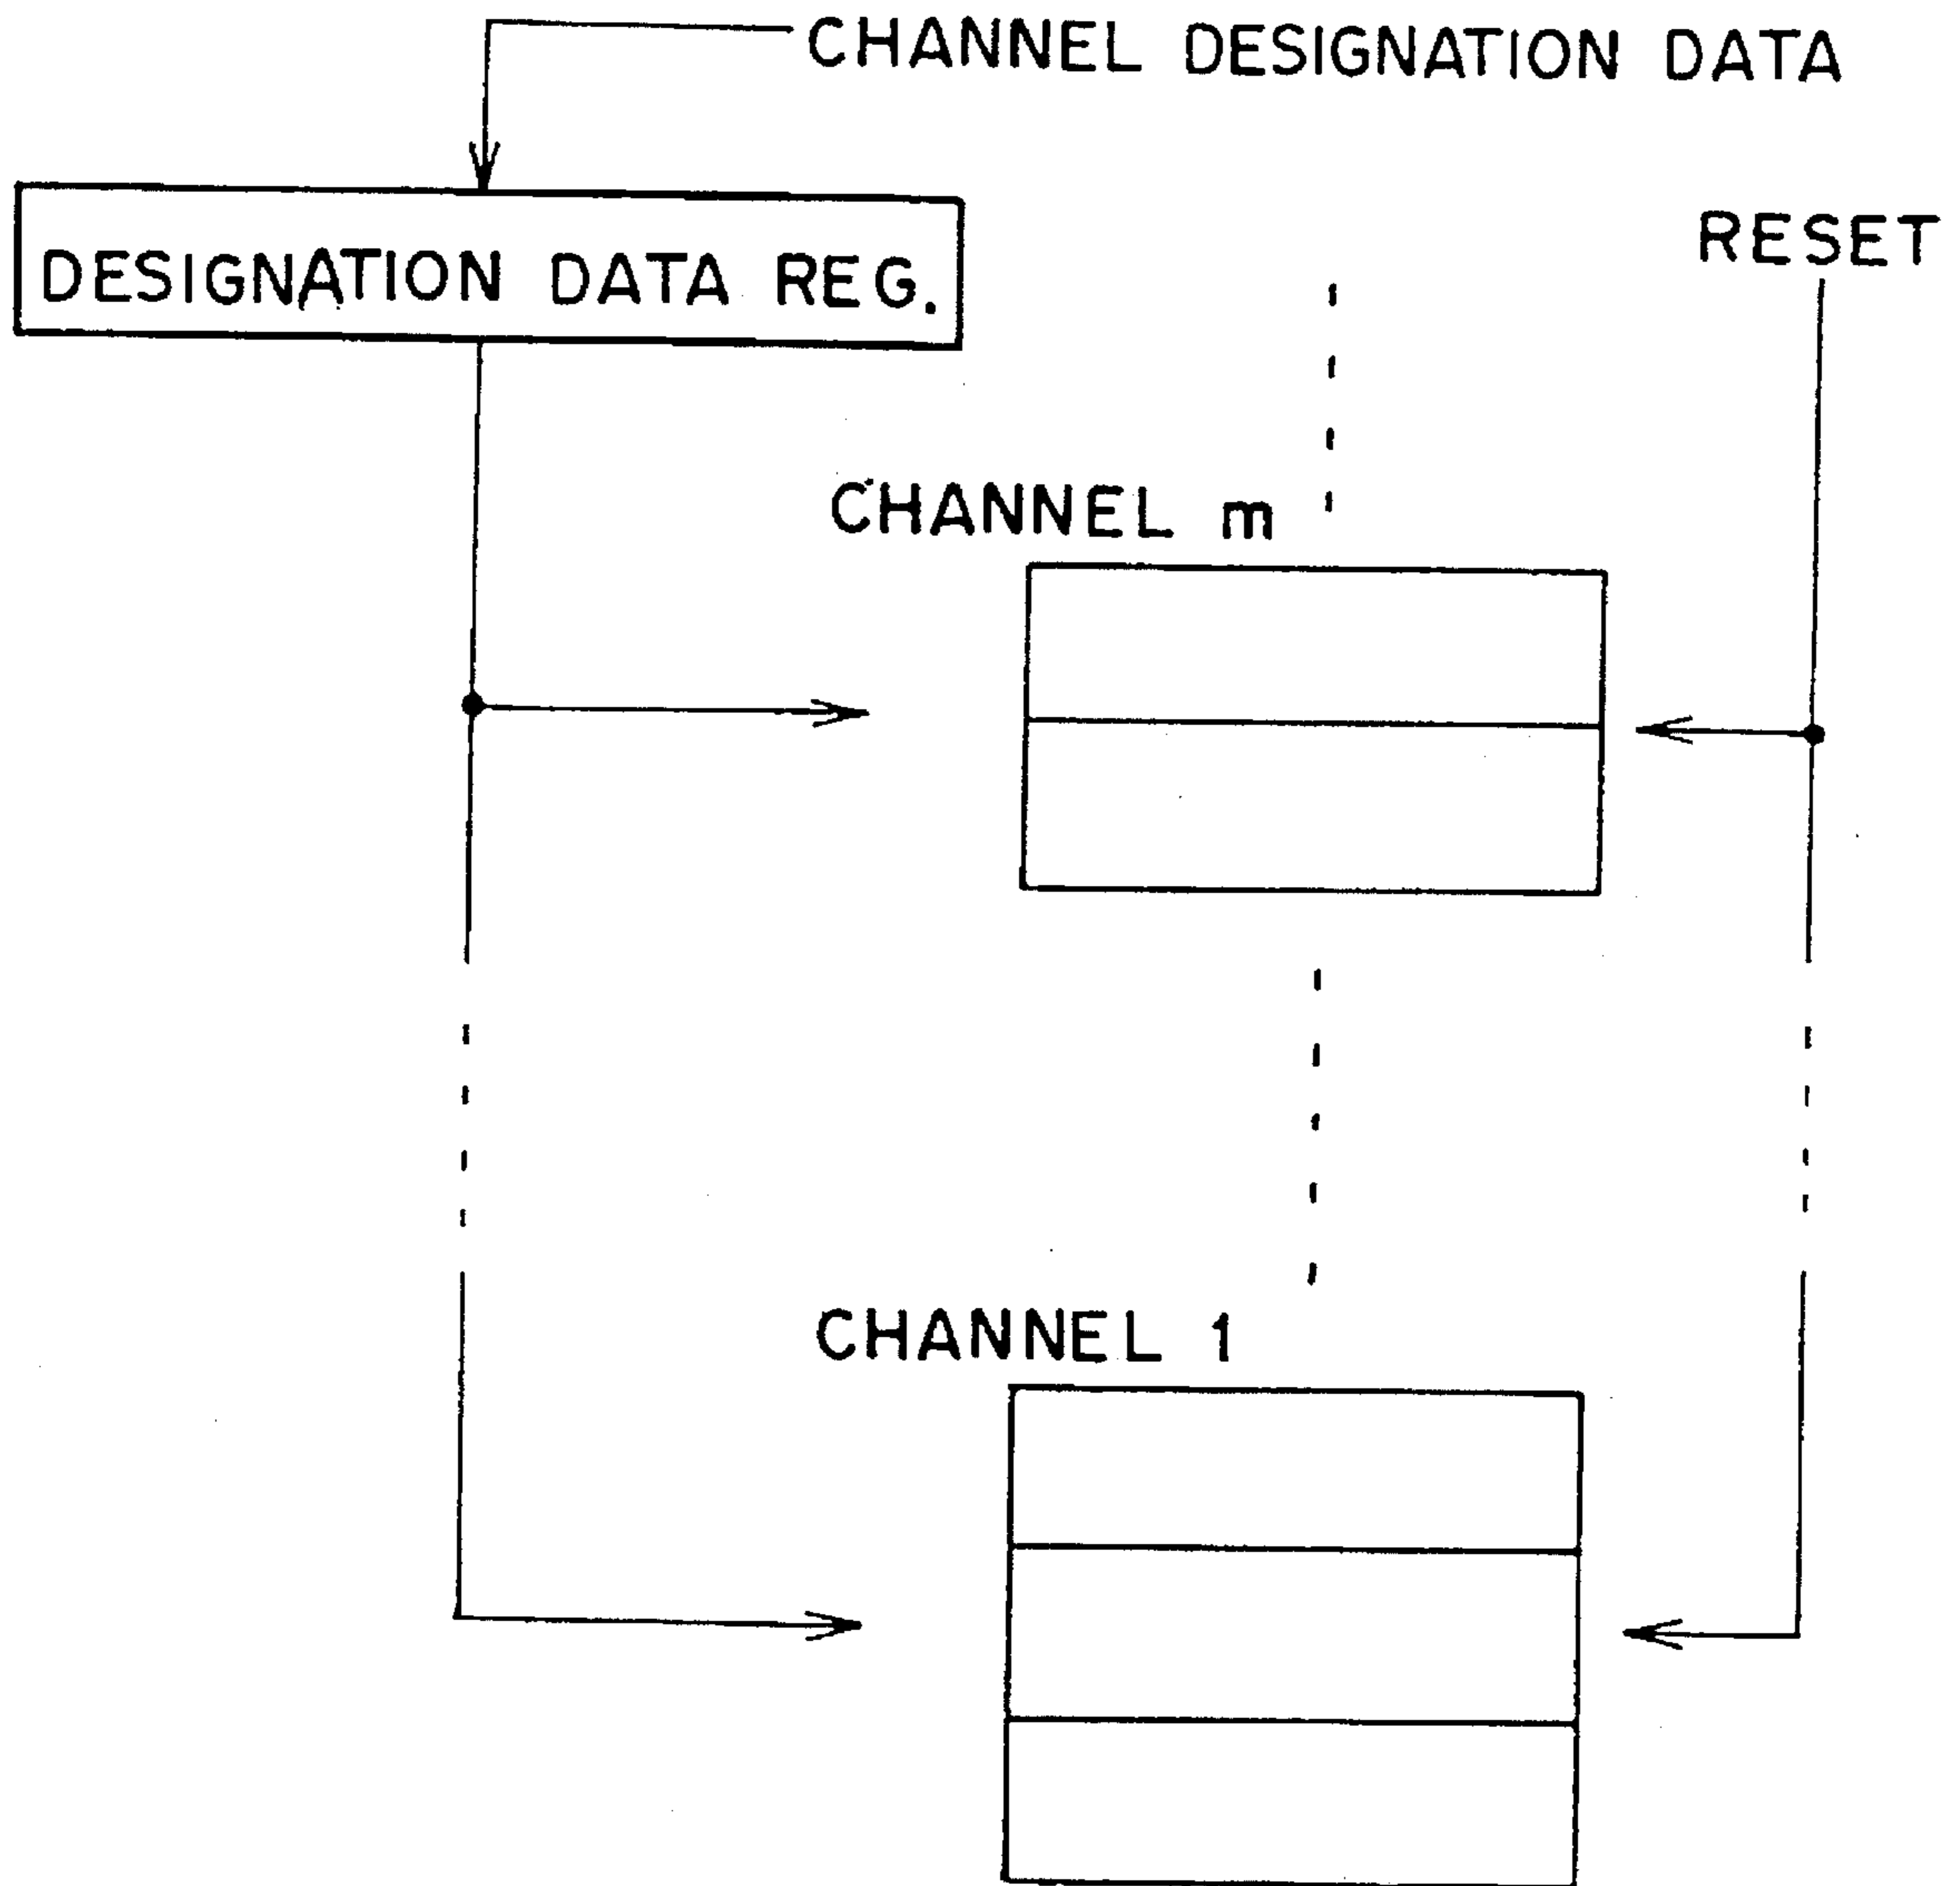 CHANNEL DESIGNATION DATA
DESIGNATION DATA REG.
RESET
CHANNEL m
CHANNEL 1